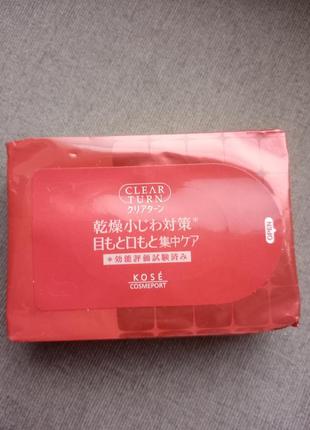 CLEAR
TURN
クリアターン
乾燥小じわ対策*
目もと口もと集中ケア
*効能評価試験済み
KOSÉ
COSMEPORT
OPEN